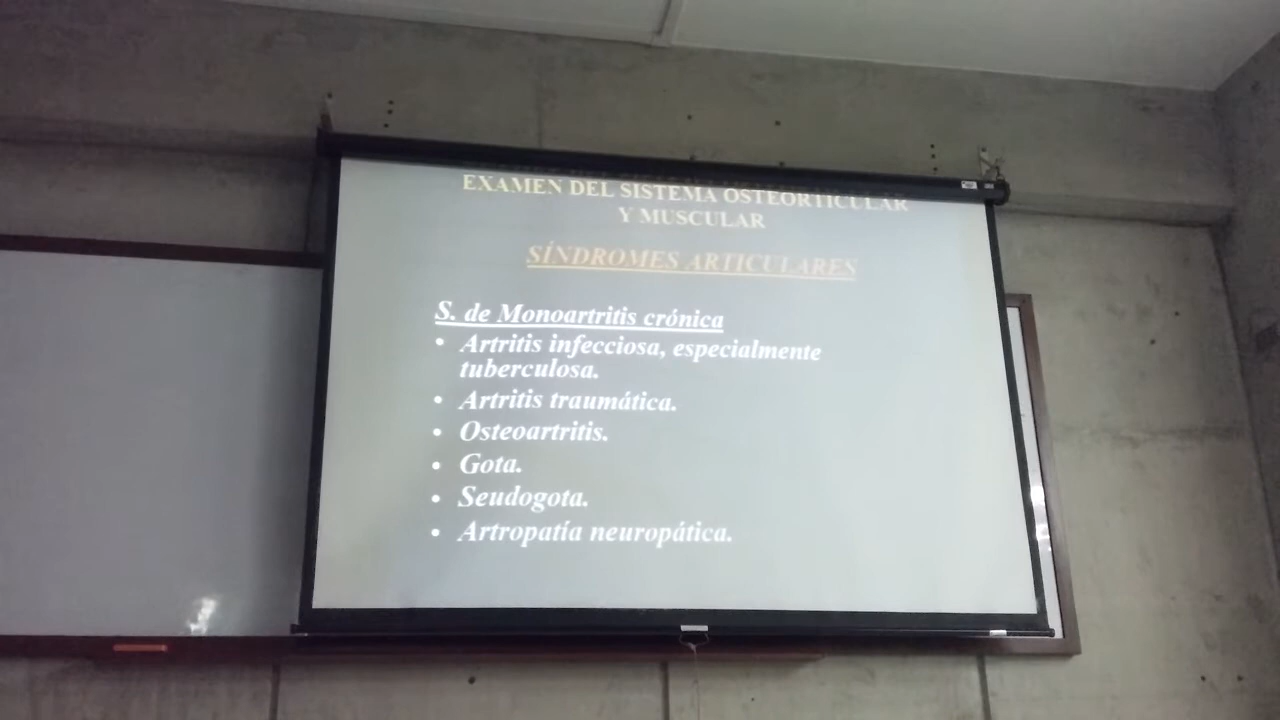 EXAMEN DEL SISTEMA OSTEORTICULAR
Y MUSCULAR
SÍNDROMES ARTICULARES
S. de Monoartritis crónica
• Artritis infecciosa, especialmente
tuberculosa.
• Artritis traumática.
• Osteoartritis.
• Gota.
• Seudogota.
• Artropatía neuropática.